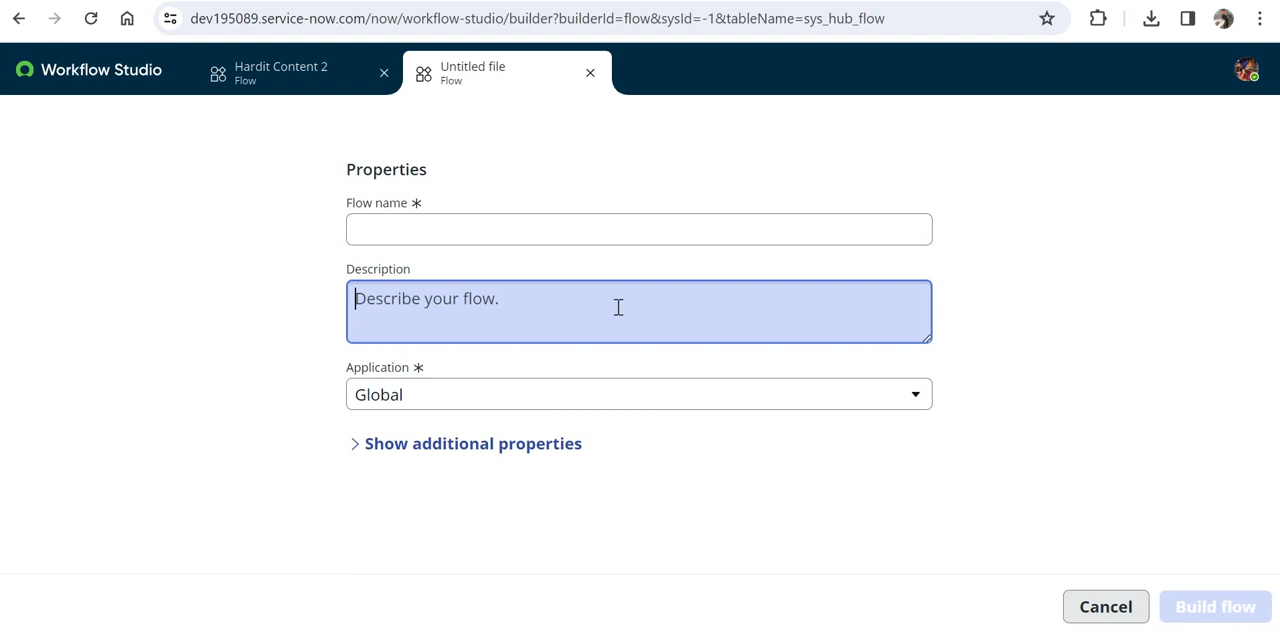 dev195089.service-now.com/now/workflow-studio/builder?builderId=flow&sysId=-1&tableName=sys_hub_flow
Workflow Studio
Hardit Content 2
Flow
Untitled file
Flow
Properties
Flow name *
Description
Describe your flow.
Application *
Global
Show additional properties
Cancel
Build flow